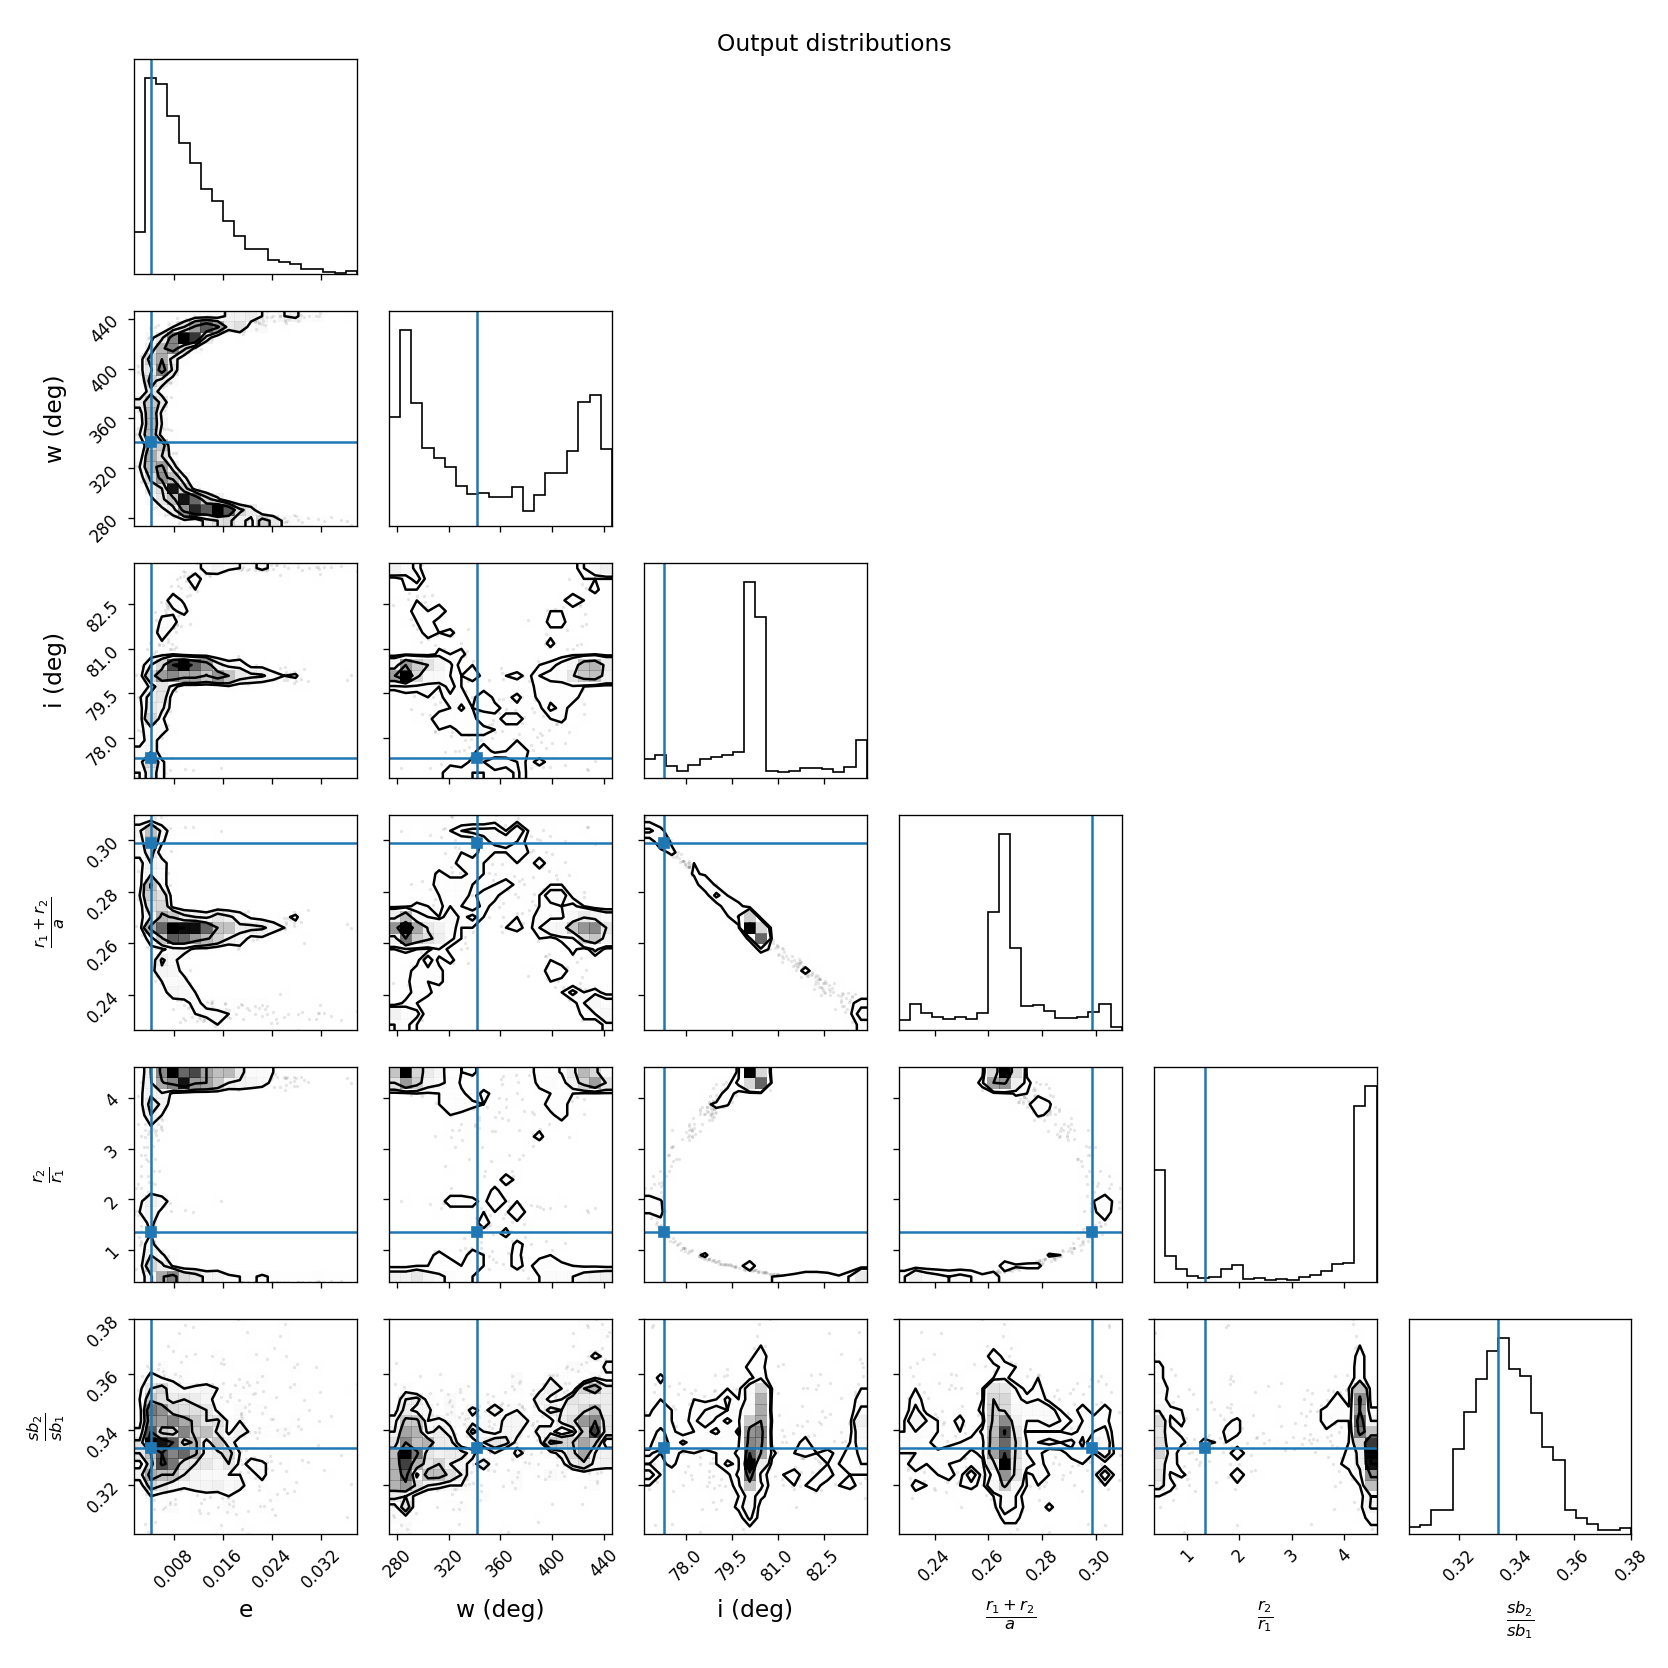 Output distributions
440
400
360
320
280
w (deg)
82.5
81.0
79.5
78.0
i (deg)
0.30
0.28
0.26
0.24
r₁ + r₂
a
4
3
2
1
r₂
r₁
0.38
0.36
0.34
0.32
sb₂
sb₁
0.008 0.016 0.024 0.032 280 320 360 400 440 78.0 79.5 81.0 82.5 0.24 0.26 0.28 0.30 1 2 3 4 0.32 0.34 0.36 0.38
e w (deg) i (deg) r₁ + r₂ r₂ sb₂
a r₁ sb₁